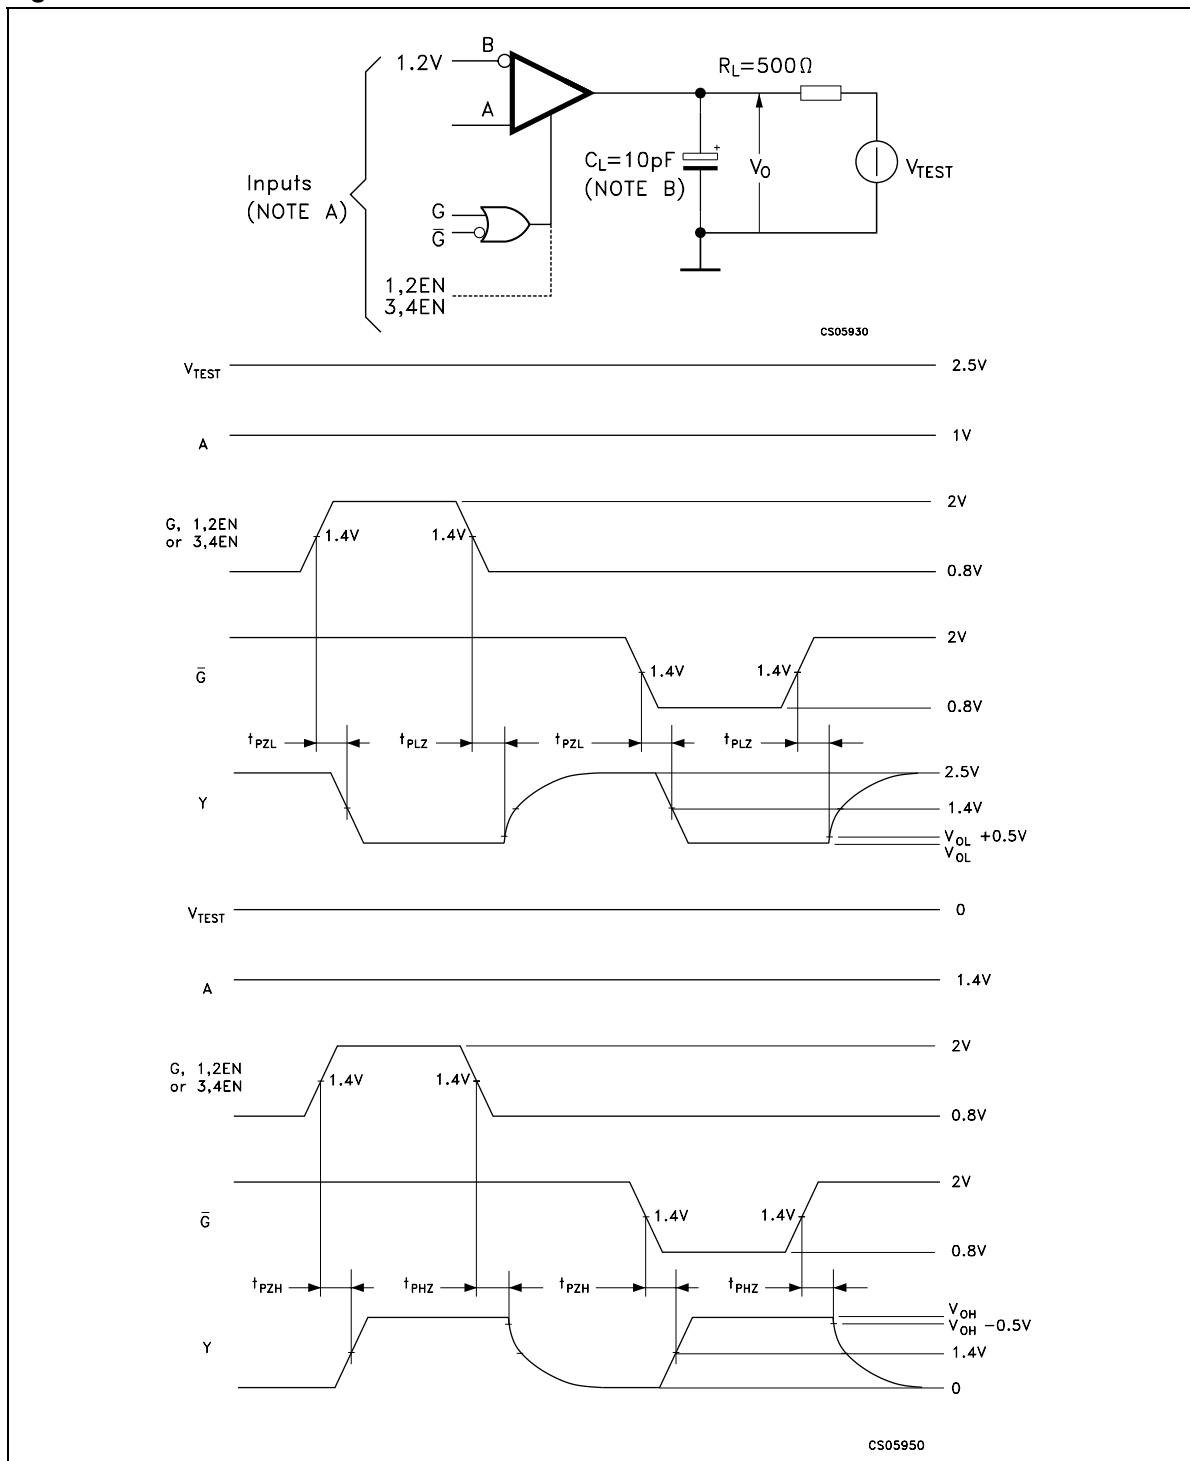 B
1.2V
A
R_L=500Ω
C_L=10pF
(NOTE B)
+
V_O
V_TEST
Inputs
(NOTE A)
G
G̅
1,2EN
3,4EN
CS05930
V_TEST 2.5V
A 1V
G, 1,2EN
or 3,4EN
1.4V 1.4V
2V
0.8V
G̅
1.4V 1.4V
2V
0.8V
t_PZL t_PLZ t_PZL t_PLZ
Y
2.5V
1.4V
V_OL +0.5V
V_OL
V_TEST 0
A 1.4V
G, 1,2EN
or 3,4EN
1.4V 1.4V
2V
0.8V
G̅
1.4V 1.4V
2V
0.8V
t_PZH t_PHZ t_PZH t_PHZ
Y
V_OH
V_OH −0.5V
1.4V
0
CS05950